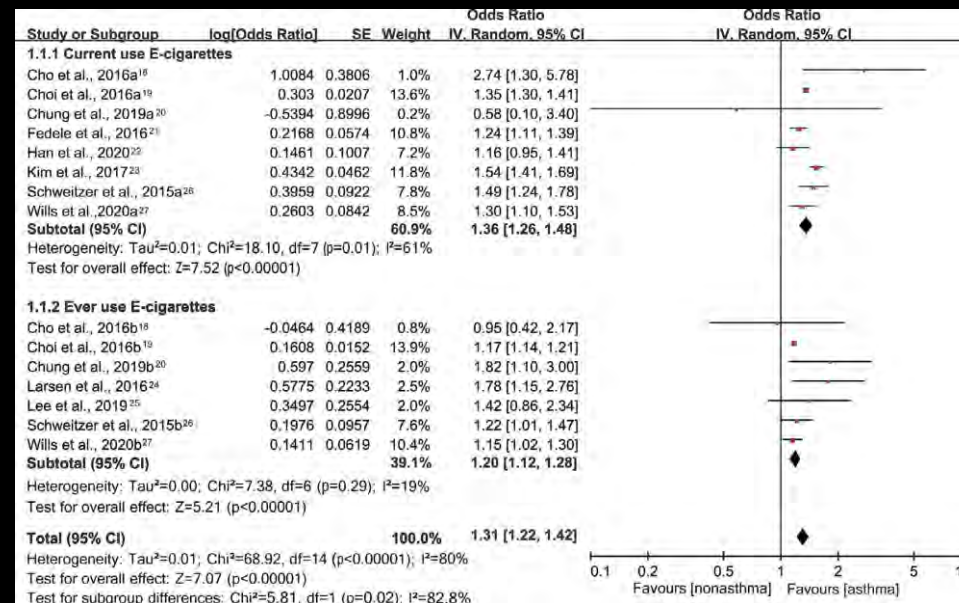 Odds Ratio Odds Ratio
Study or Subgroup log[Odds Ratio] SE Weight IV. Random, 95% CI IV. Random, 95% CI
1.1.1 Current use E-cigarettes
Cho et al., 2016a¹⁸ 1.0084 0.3806 1.0% 2.74 [1.30, 5.78]
Choi et al., 2016a¹⁹ 0.303 0.0207 13.6% 1.35 [1.30, 1.41]
Chung et al., 2019a²⁰ -0.5394 0.8996 0.2% 0.58 [0.10, 3.40]
Fedele et al., 2016²¹ 0.2168 0.0574 10.8% 1.24 [1.11, 1.39]
Han et al., 2020²² 0.1461 0.1007 7.2% 1.16 [0.95, 1.41]
Kim et al., 2017²³ 0.4342 0.0462 11.8% 1.54 [1.41, 1.69]
Schweitzer et al., 2015a²⁶ 0.3959 0.0922 7.8% 1.49 [1.24, 1.78]
Wills et al.,2020a²⁷ 0.2603 0.0842 8.5% 1.30 [1.10, 1.53]
Subtotal (95% CI) 60.9% 1.36 [1.26, 1.48]
Heterogeneity: Tau²=0.01; Chi²=18.10, df=7 (p=0.01); I²=61%
Test for overall effect: Z=7.52 (p<0.00001)
1.1.2 Ever use E-cigarettes
Cho et al., 2016b¹⁸ -0.0464 0.4189 0.8% 0.95 [0.42, 2.17]
Choi et al., 2016b¹⁹ 0.1608 0.0152 13.9% 1.17 [1.14, 1.21]
Chung et al., 2019b²⁰ 0.597 0.2559 2.0% 1.82 [1.10, 3.00]
Larsen et al., 2016²⁴ 0.5775 0.2233 2.5% 1.78 [1.15, 2.76]
Lee et al., 2019²⁵ 0.3497 0.2554 2.0% 1.42 [0.86, 2.34]
Schweitzer et al., 2015b²⁶ 0.1976 0.0957 7.6% 1.22 [1.01, 1.47]
Wills et al., 2020b²⁷ 0.1411 0.0619 10.4% 1.15 [1.02, 1.30]
Subtotal (95% CI) 39.1% 1.20 [1.12, 1.28]
Heterogeneity: Tau²=0.00; Chi²=7.38, df=6 (p=0.29); I²=19%
Test for overall effect: Z=5.21 (p<0.00001)
Total (95% CI) 100.0% 1.31 [1.22, 1.42]
Heterogeneity: Tau²=0.01; Chi²=68.92, df=14 (p<0.00001); I²=80%
Test for overall effect: Z=7.07 (p<0.00001)
Test for subgroup differences: Chi²=5.81, df=1 (p=0.02); I²=82.8%
0.1 0.2 0.5 1 2 5 1
Favours [nonasthma] Favours [asthma]